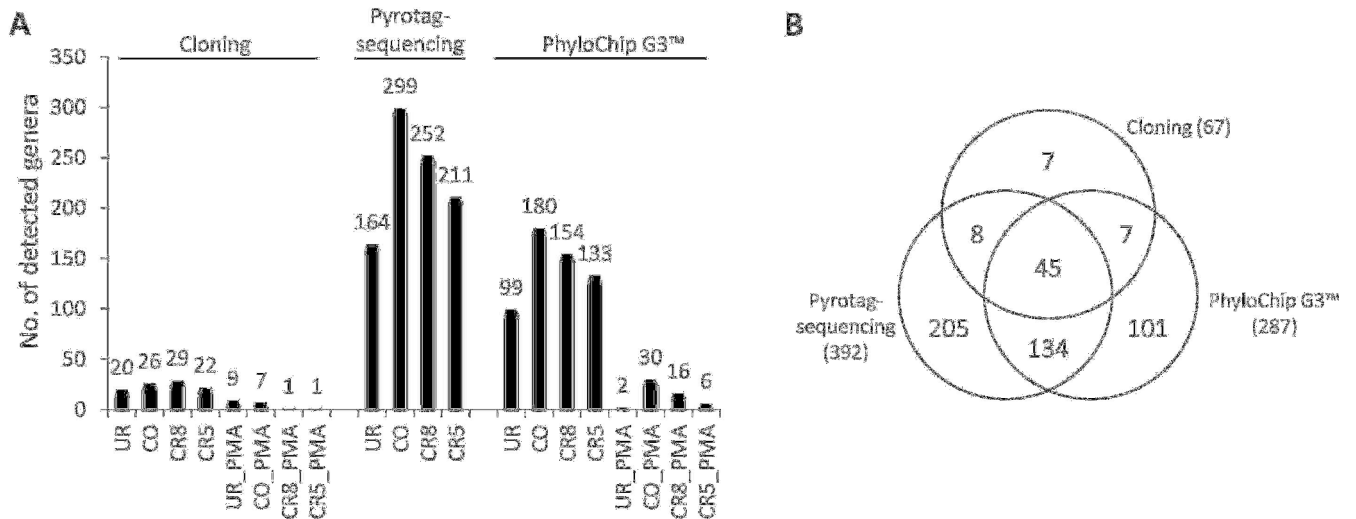 A
Cloning
Pyrotag-
sequencing
PhyloChip G3™
No. of detected genera
350
300
250
200
150
100
50
0
20
26
29
22
9
7
1
1
164
299
252
211
99
180
154
133
2
30
16
6
UR
CO
CR8
CR5
UR_PMA
CO_PMA
CR8_PMA
CR5_PMA
UR
CO
CR8
CR5
UR
CO
CR8
CR5
UR_PMA
CO_PMA
CR8_PMA
CR5_PMA
B
Cloning (67)
7
8
7
45
Pyrotag-
sequencing
(392)
205
134
101
PhyloChip G3™
(287)